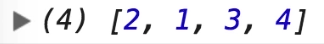 (4) [2, 1, 3, 4]